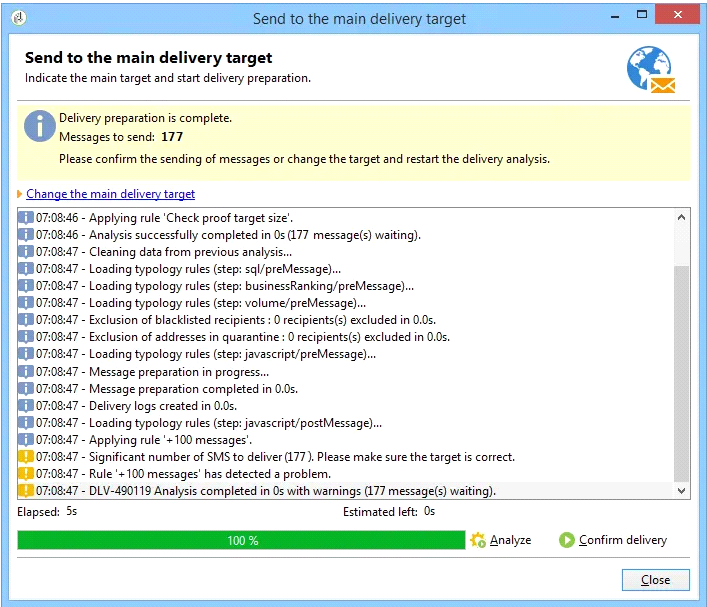 Send to the main delivery target
Send to the main delivery target
Indicate the main target and start delivery preparation.
Delivery preparation is complete.
Messages to send: 177
Please confirm the sending of messages or change the target and restart the delivery analysis.
Change the main delivery target
07:08:46 - Applying rule 'Check proof target size'.
07:08:46 - Analysis successfully completed in 0s (177 message(s) waiting).
07:08:47 - Cleaning data from previous analysis...
07:08:47 - Loading typology rules (step: sql/preMessage)...
07:08:47 - Loading typology rules (step: businessRanking/preMessage)...
07:08:47 - Loading typology rules (step: volume/preMessage)...
07:08:47 - Exclusion of blacklisted recipients : 0 recipients(s) excluded in 0.0s.
07:08:47 - Exclusion of addresses in quarantine : 0 recipients(s) excluded in 0.0s.
07:08:47 - Loading typology rules (step: javascript/preMessage)...
07:08:47 - Message preparation in progress...
07:08:47 - Message preparation completed in 0.0s.
07:08:47 - Delivery logs created in 0.0s.
07:08:47 - Loading typology rules (step: javascript/postMessage)...
07:08:47 - Applying rule '+100 messages'.
07:08:47 - Significant number of SMS to deliver (177). Please make sure the target is correct.
07:08:47 - Rule '+100 messages' has detected a problem.
07:08:47 - DLV-490119 Analysis completed in 0s with warnings (177 message(s) waiting).
Elapsed: 5s Estimated left: 0s
100 % Analyze Confirm delivery
Close